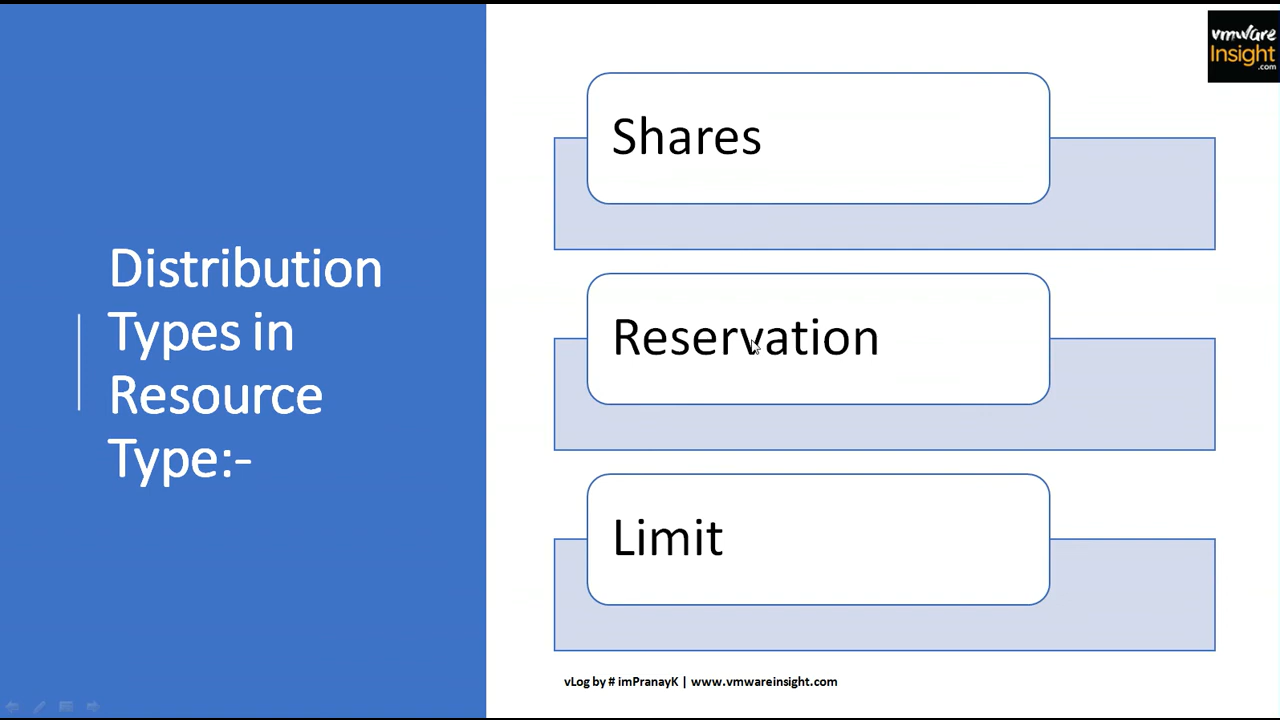 Distribution
Types in
Resource
Type:-
vmware
Insight
.com
Shares
Reservation
Limit
vLog by # imPranayK | www.vmwareinsight.com